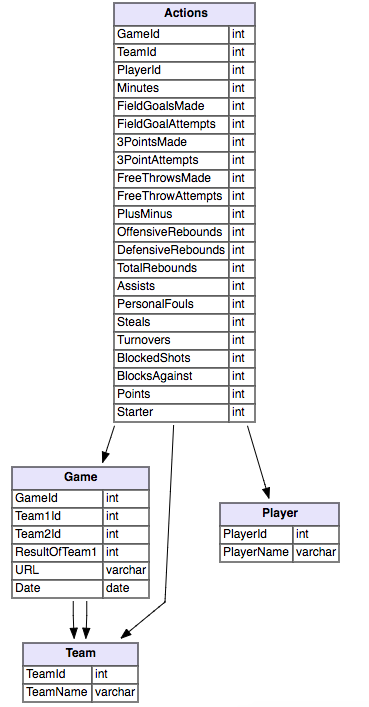 Actions
GameId int
TeamId int
PlayerId int
Minutes int
FieldGoalsMade int
FieldGoalAttempts int
3PointsMade int
3PointAttempts int
FreeThrowsMade int
FreeThrowAttempts int
PlusMinus int
OffensiveRebounds int
DefensiveRebounds int
TotalRebounds int
Assists int
PersonalFouls int
Steals int
Turnovers int
BlockedShots int
BlocksAgainst int
Points int
Starter int
Game
GameId int
Team1Id int
Team2Id int
ResultOfTeam1 int
URL varchar
Date date
Player
PlayerId int
PlayerName varchar
Team
TeamId int
TeamName varchar